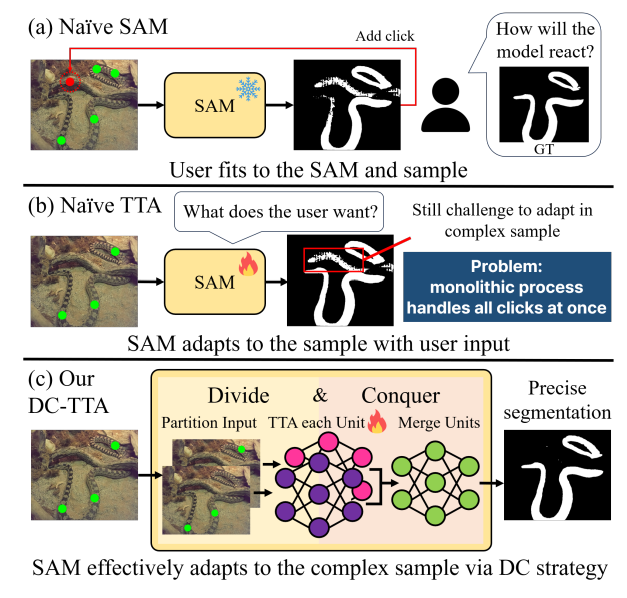 (a) Naïve SAM
Add click
How will the
model react?
SAM
GT
User fits to the SAM and sample
(b) Naïve TTA
What does the user want?
Still challenge to adapt in
complex sample
SAM
Problem:
monolithic process
handles all clicks at once
SAM adapts to the sample with user input
(c) Our
DC-TTA
Divide & Conquer
Partition Input TTA each Unit Merge Units
Precise
segmentation
SAM effectively adapts to the complex sample via DC strategy